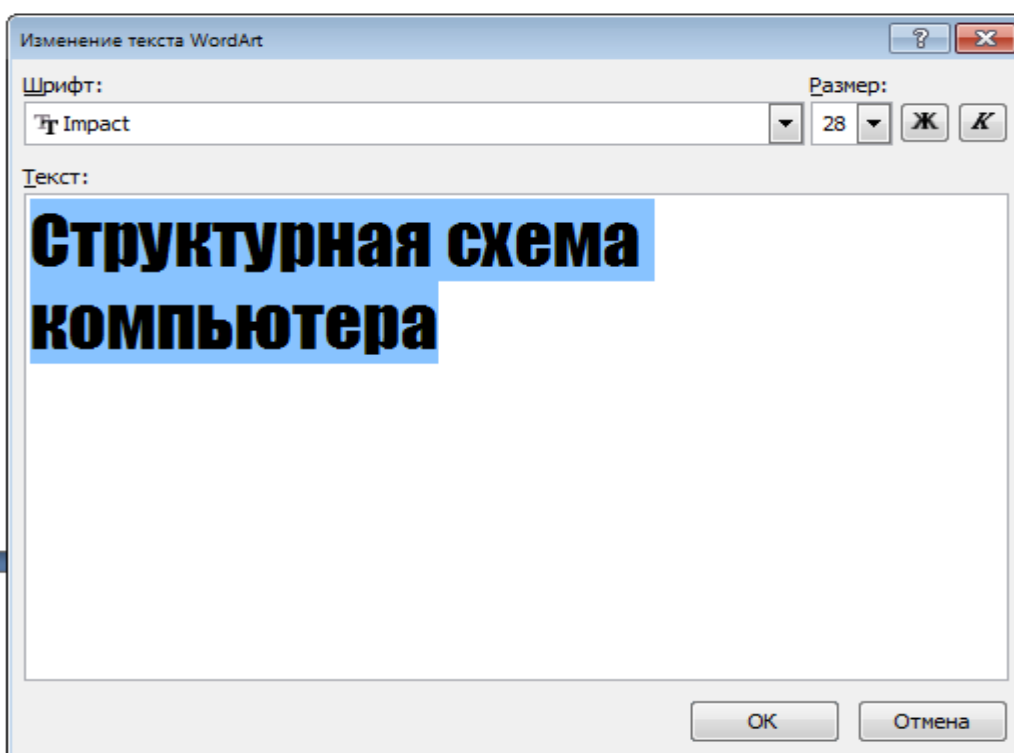 Изменение текста WordArt
Шрифт:
Размер:
Impact
28
Ж
К
Текст:
Структурная схема
компьютера
ОК
Отмена